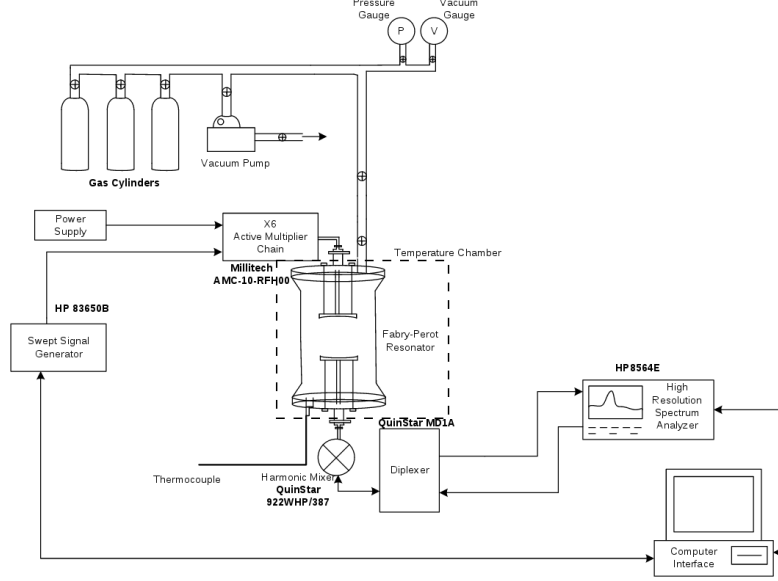 Pressure
Gauge
Vacuum
Gauge
P
V
Vacuum Pump
Gas Cylinders
Power
Supply
X6
Active Multiplier
Chain
Millitech
AMC-10-RFH00
Temperature Chamber
HP 83650B
Swept Signal
Generator
Fabry-Perot
Resonator
HP8564E
High
Resolution
Spectrum
Analyzer
QuinStar MD1A
Diplexer
Thermocouple
Harmonic Mixer
QuinStar
922WHP/387
Computer
Interface